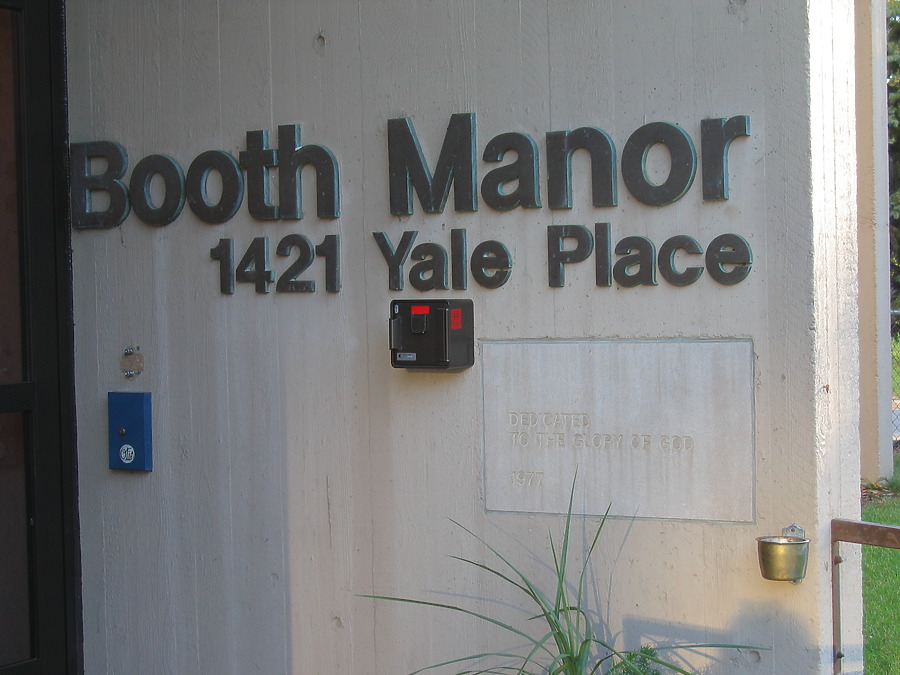 Booth Manor
1421 Yale Place
DEDICATED
TO THE GLORY OF GOD
1977